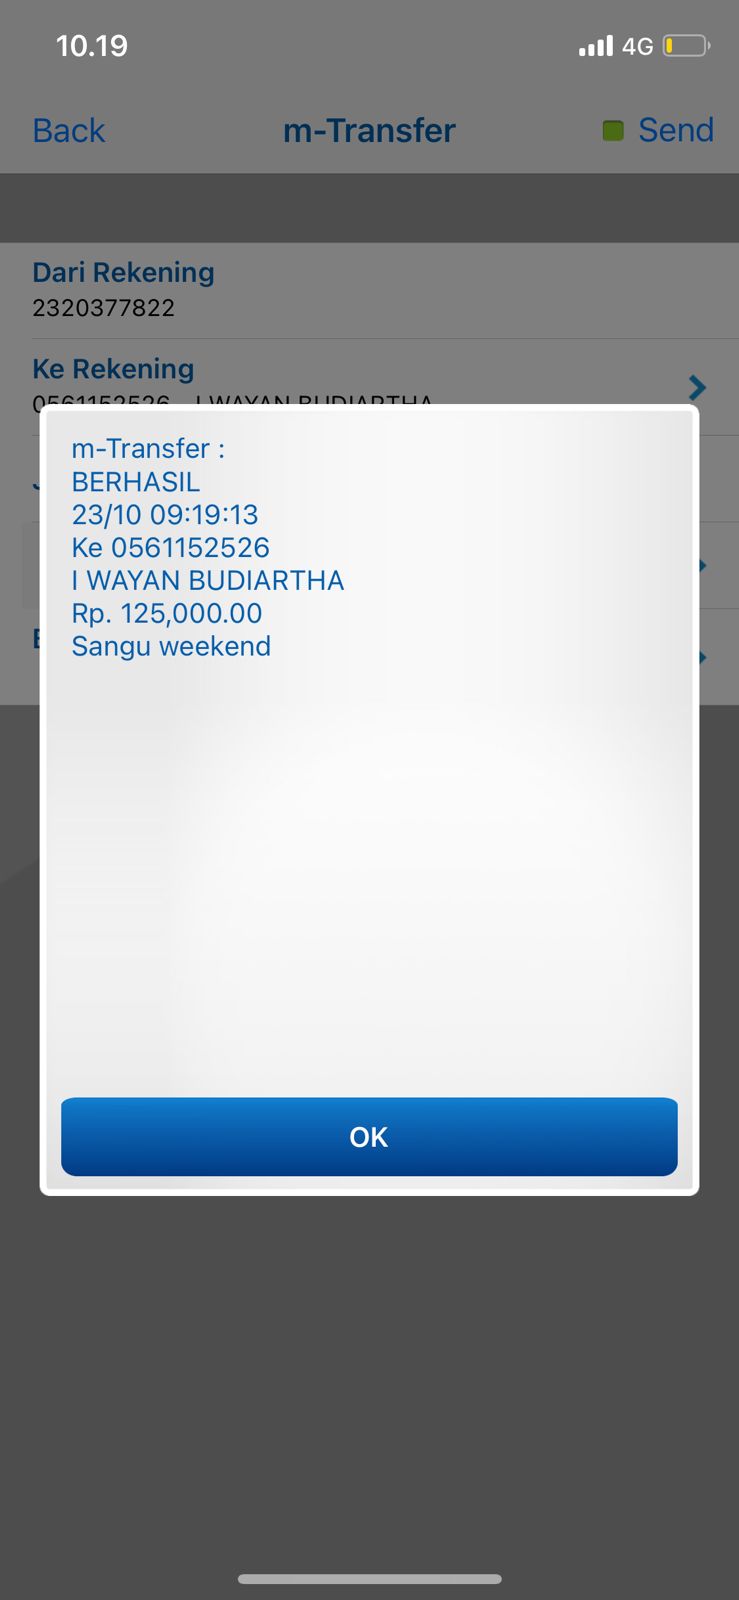 10.19
4G
Back
m-Transfer
Send
Dari Rekening
2320377822
Ke Rekening
0561152526 I WAYAN BUDIARTHA
m-Transfer :
BERHASIL
23/10 09:19:13
Ke 0561152526
I WAYAN BUDIARTHA
Rp. 125,000.00
Sangu weekend
OK